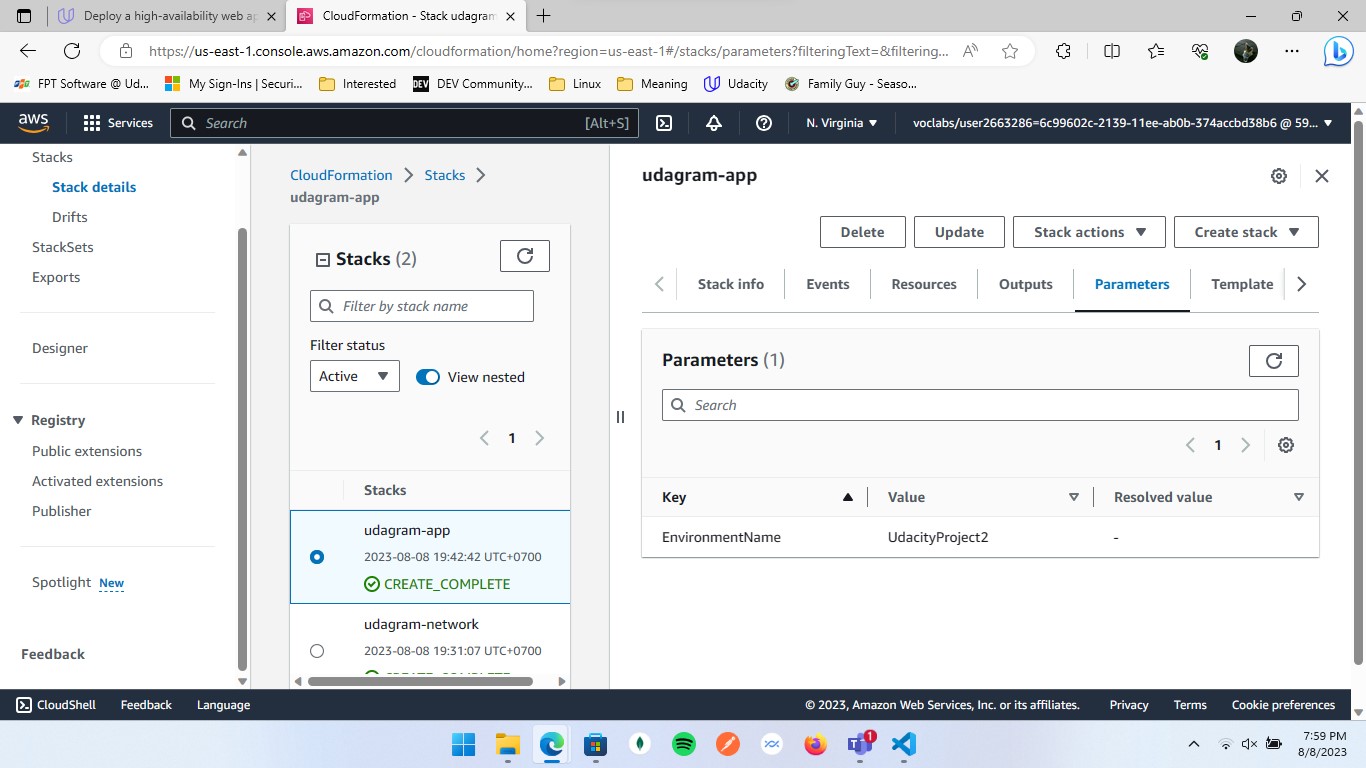 Deploy a high-availability web ap
CloudFormation - Stack udagram
https://us-east-1.console.aws.amazon.com/cloudformation/home?region=us-east-1#/stacks/parameters?filteringText=&filtering...
FPT Software @ Ud...
My Sign-Ins | Securi...
Interested
DEV
DEV Community...
Linux
Meaning
Udacity
Family Guy - Seaso...
aws
Services
Search
[Alt+S]
N. Virginia
voclabs/user2663286=6c99602c-2139-11ee-ab0b-374accbd38b6 @ 59...
Stacks
Stack details
Drifts
StackSets
Exports
Designer
Registry
Public extensions
Activated extensions
Publisher
Spotlight New
Feedback
CloudFormation
Stacks
udagram-app
Stacks (2)
Filter by stack name
Filter status
Active
View nested
1
Stacks
udagram-app
2023-08-08 19:42:42 UTC+0700
CREATE_COMPLETE
udagram-network
2023-08-08 19:31:07 UTC+0700
CREATE_COMPLETE
udagram-app
Delete
Update
Stack actions
Create stack
Stack info
Events
Resources
Outputs
Parameters
Template
Parameters (1)
Search
1
Key
Value
Resolved value
EnvironmentName
UdacityProject2
-
CloudShell
Feedback
Language
© 2023, Amazon Web Services, Inc. or its affiliates.
Privacy
Terms
Cookie preferences
1
7:59 PM
8/8/2023